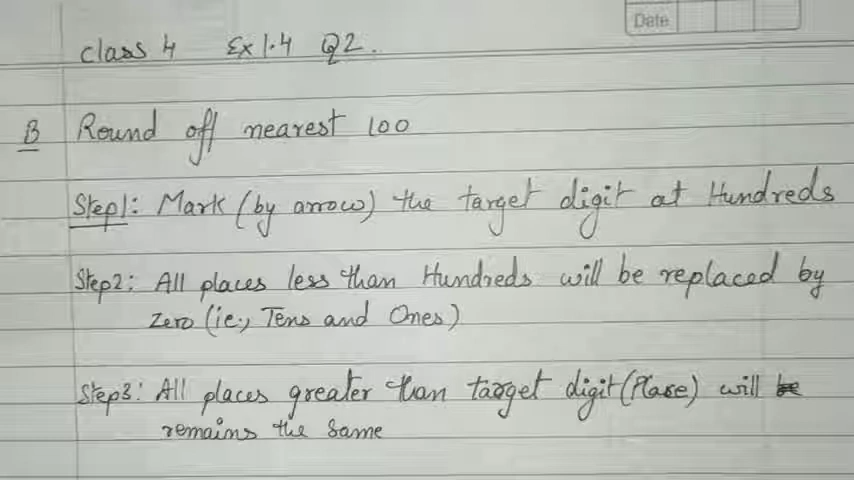 Date
Class 4 Ex 1.4 Q2.
B Round off nearest 100
Step1: Mark (by arrow) the target digit at Hundreds
Step2: All places less than Hundreds will be replaced by
Zero (ie., Tens and Ones)
Step3: All places greater than target digit (Place) will be
remains the same